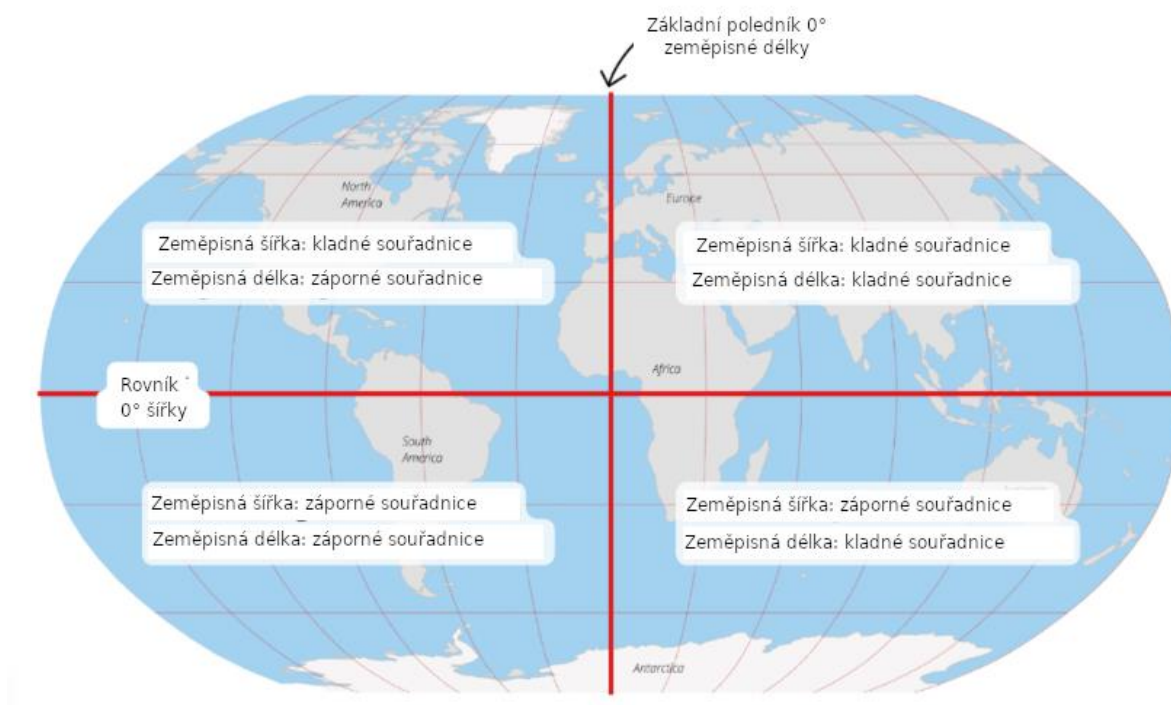 Základní poledník 0°
zeměpisné délky
North
America
Europe
Zeměpisná šířka: kladné souřadnice
Zeměpisná délka: záporné souřadnice
Zeměpisná šířka: kladné souřadnice
Zeměpisná délka: kladné souřadnice
Africa
Rovník
0° šířky
South
America
Zeměpisná šířka: záporné souřadnice
Zeměpisná délka: záporné souřadnice
Zeměpisná šířka: záporné souřadnice
Zeměpisná délka: kladné souřadnice
Antarctica